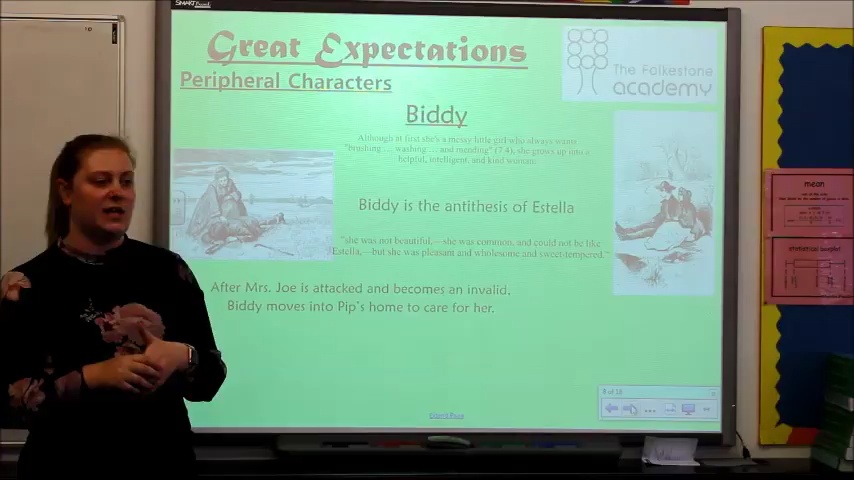 SMART
Great Expectations
Peripheral Characters
The Folkestone
academy
Biddy
Although at first she's a messy little girl who always wants
"brushing ... washing ... and mending" (7.4), she grows up into a
helpful, intelligent, and kind woman.
Biddy is the antithesis of Estella
"she was not beautiful,—she was common, and could not be like
Estella,—but she was pleasant and wholesome and sweet-tempered."
After Mrs. Joe is attacked and becomes an invalid,
Biddy moves into Pip's home to care for her.
mean